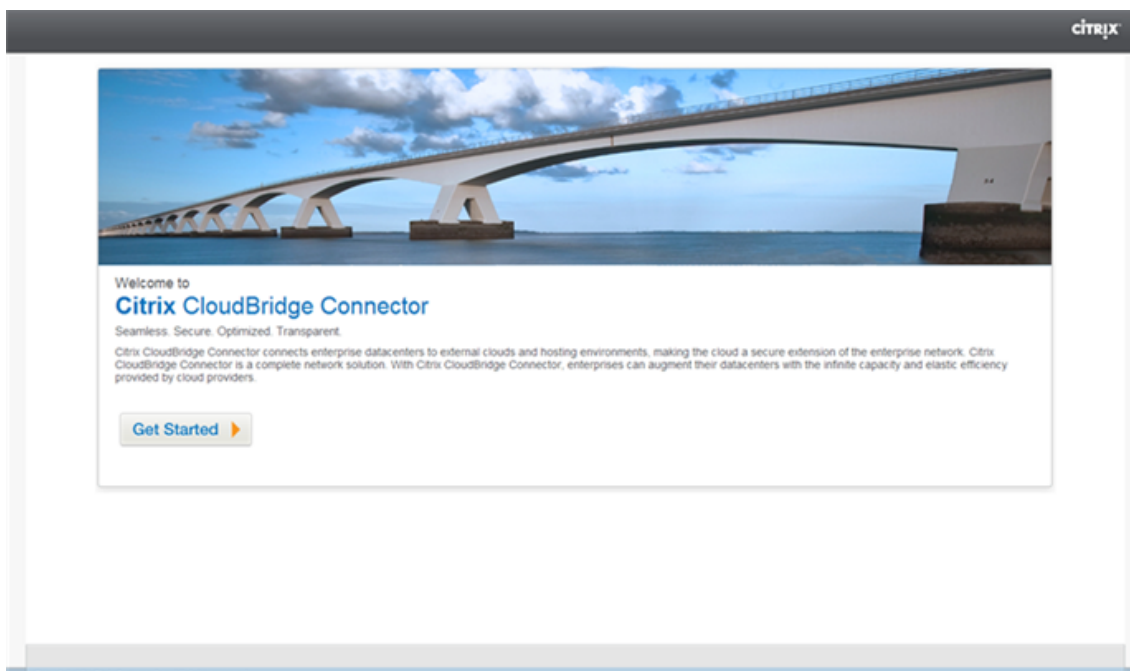 CİTRIX
Welcome to
Citrix CloudBridge Connector
Seamless. Secure. Optimized. Transparent.
Citrix CloudBridge Connector connects enterprise datacenters to external clouds and hosting environments, making the cloud a secure extension of the enterprise network. Citrix
CloudBridge Connector is a complete network solution. With Citrix CloudBridge Connector, enterprises can augment their datacenters with the infinite capacity and elastic efficiency
provided by cloud providers.
Get Started